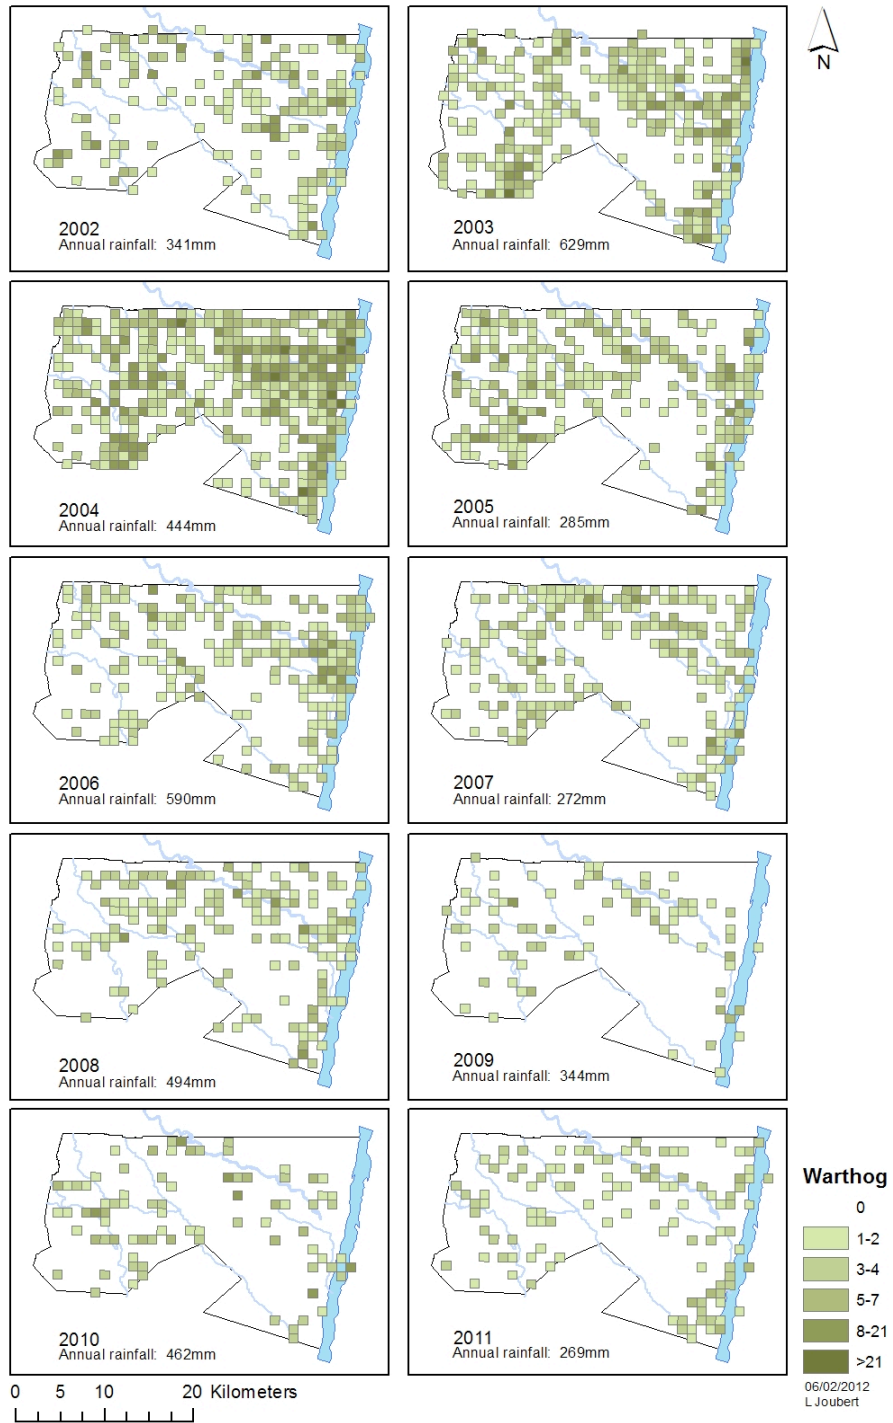 N
2002
Annual rainfall: 341mm
2003
Annual rainfall: 629mm
2004
Annual rainfall: 444mm
2005
Annual rainfall: 285mm
2006
Annual rainfall: 590mm
2007
Annual rainfall: 272mm
2008
Annual rainfall: 494mm
2009
Annual rainfall: 344mm
2010
Annual rainfall: 462mm
2011
Annual rainfall: 269mm
Warthog
0
1-2
3-4
5-7
8-21
>21
06/02/2012
L Joubert
0 5 10 20 Kilometers